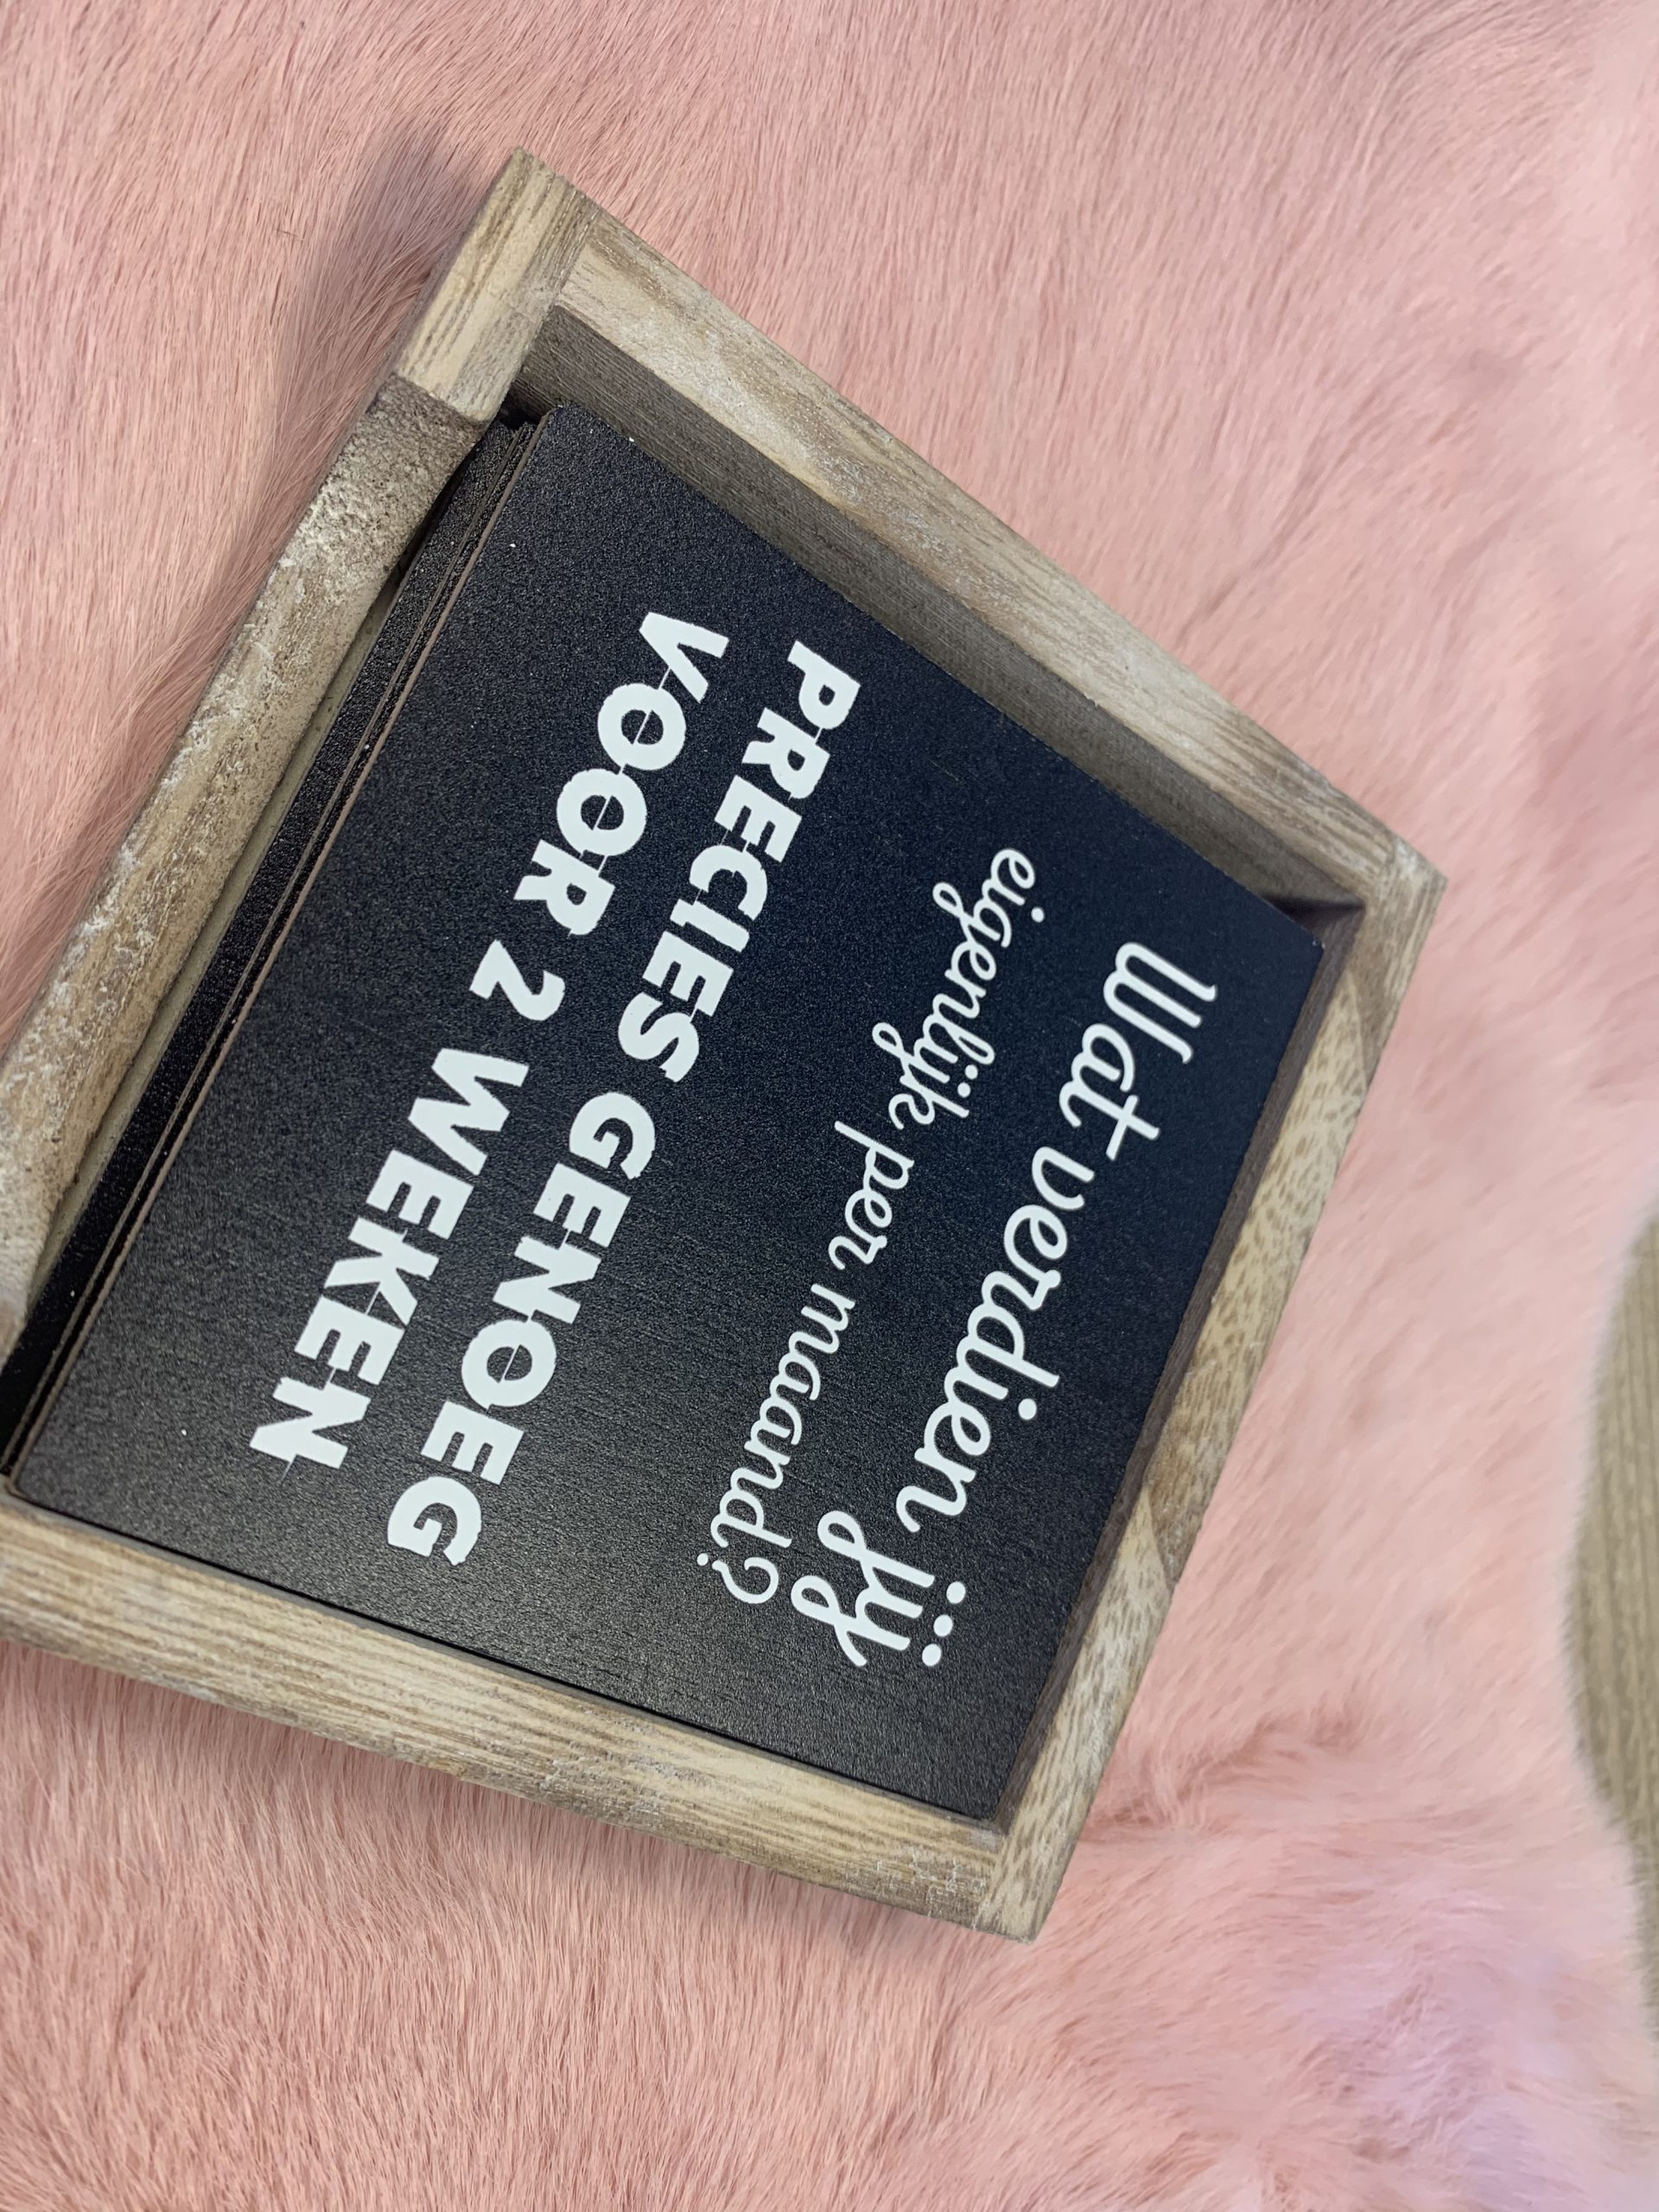 Wat verdien jij
eigenlijk per maand?
PRECIES GENOEG
VOOR 2 WEKEN